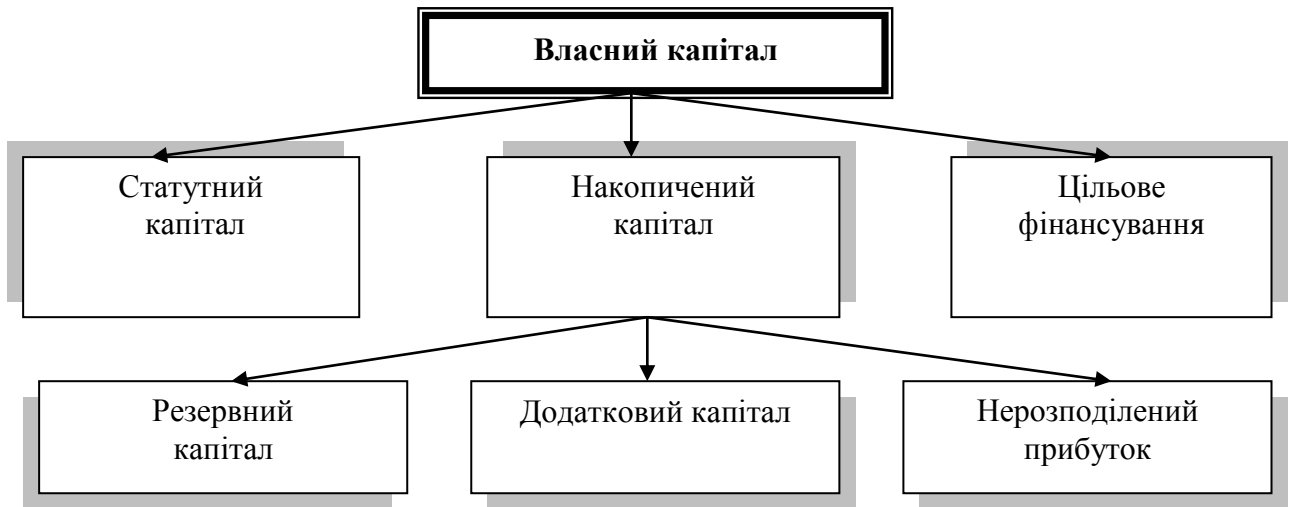 Власний капітал
Статутний
капітал
Накопичений
капітал
Цільове
фінансування
Резервний
капітал
Додатковий капітал
Нерозподілений
прибуток